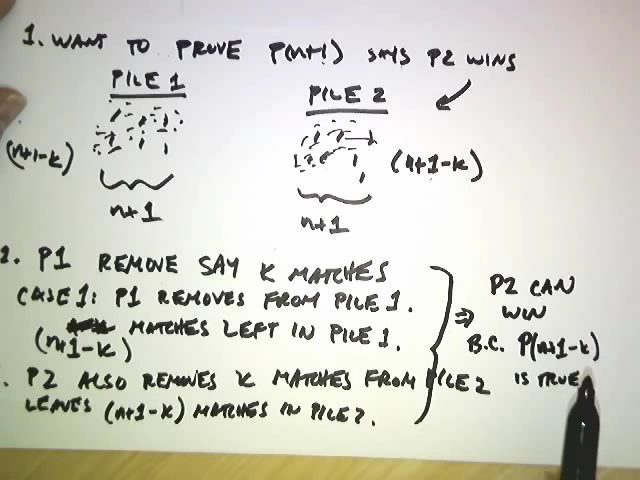 1. WANT TO PROVE P(n+1) SAYS P2 WINS
PILE 1
PILE 2
(n+1-k)
(n+1-k)
n+1
n+1
2. P1 REMOVE SAY K MATCHES
CASE 1: P1 REMOVES FROM PILE 1.
MATCHES LEFT IN PILE 1.
(n+1-k)
. P2 ALSO REMOVES K MATCHES FROM PILE 2
LEAVES (n+1-k) MATCHES IN PILE 2.
⇒ P2 CAN
WIN
B.C. P(n+1-k)
IS TRUE